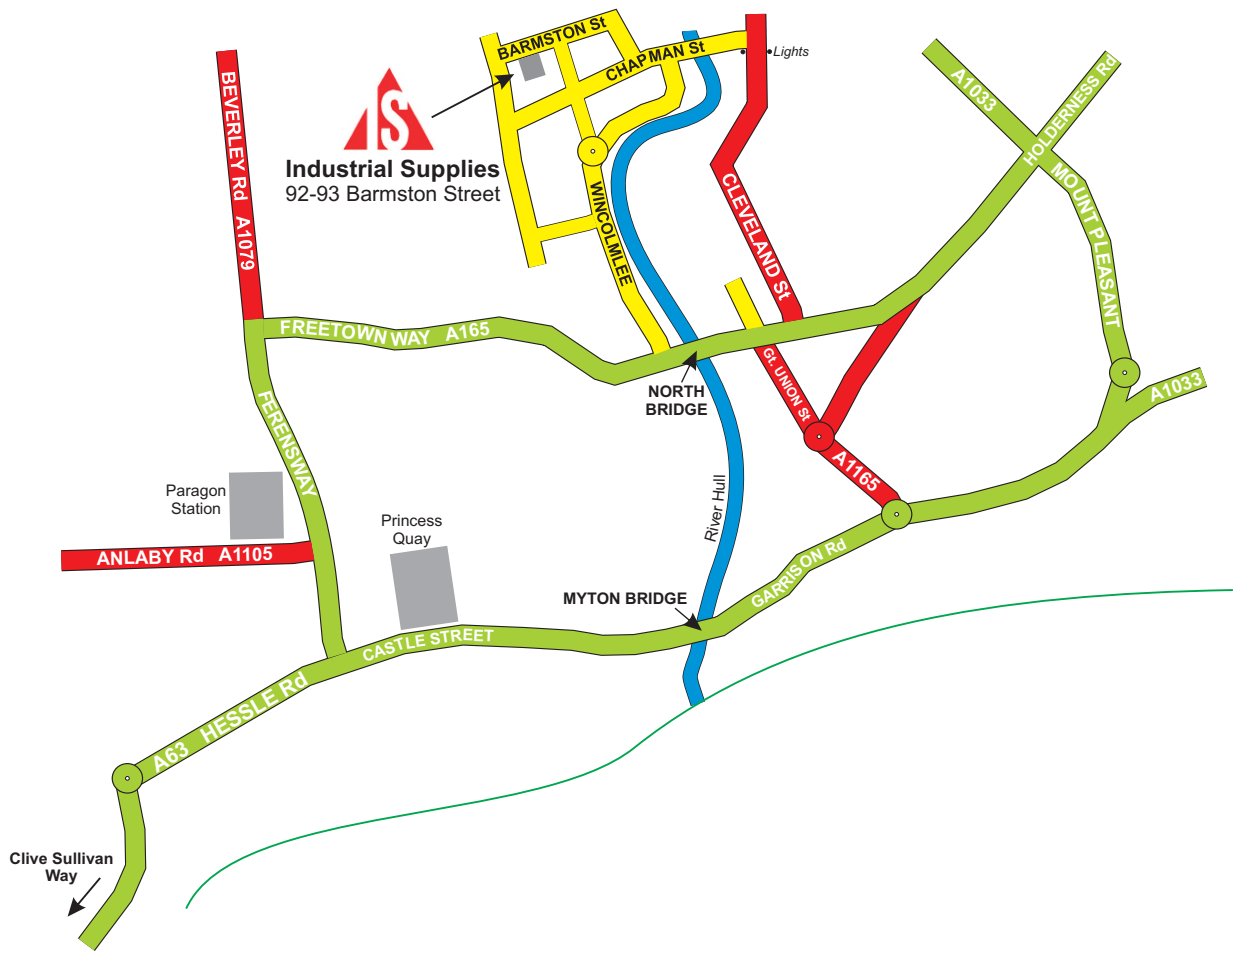 BARMSTON St
CHAPMAN St
Lights
A1033
HOLDERNESS Rd
BEVERLEY Rd A1079
IS
Industrial Supplies
92-93 Barmston Street
WINCOLMLEE
CLEVELAND St
MOUNT PLEASANT
FREETOWN WAY A165
Gt. UNION St
NORTH
BRIDGE
A1033
FERENSWAY
A1165
Paragon
Station
River Hull
Princess
Quay
ANLABY Rd A1105
GARRISON Rd
MYTON BRIDGE
CASTLE STREET
A63 HESSLE Rd
Clive Sullivan
Way